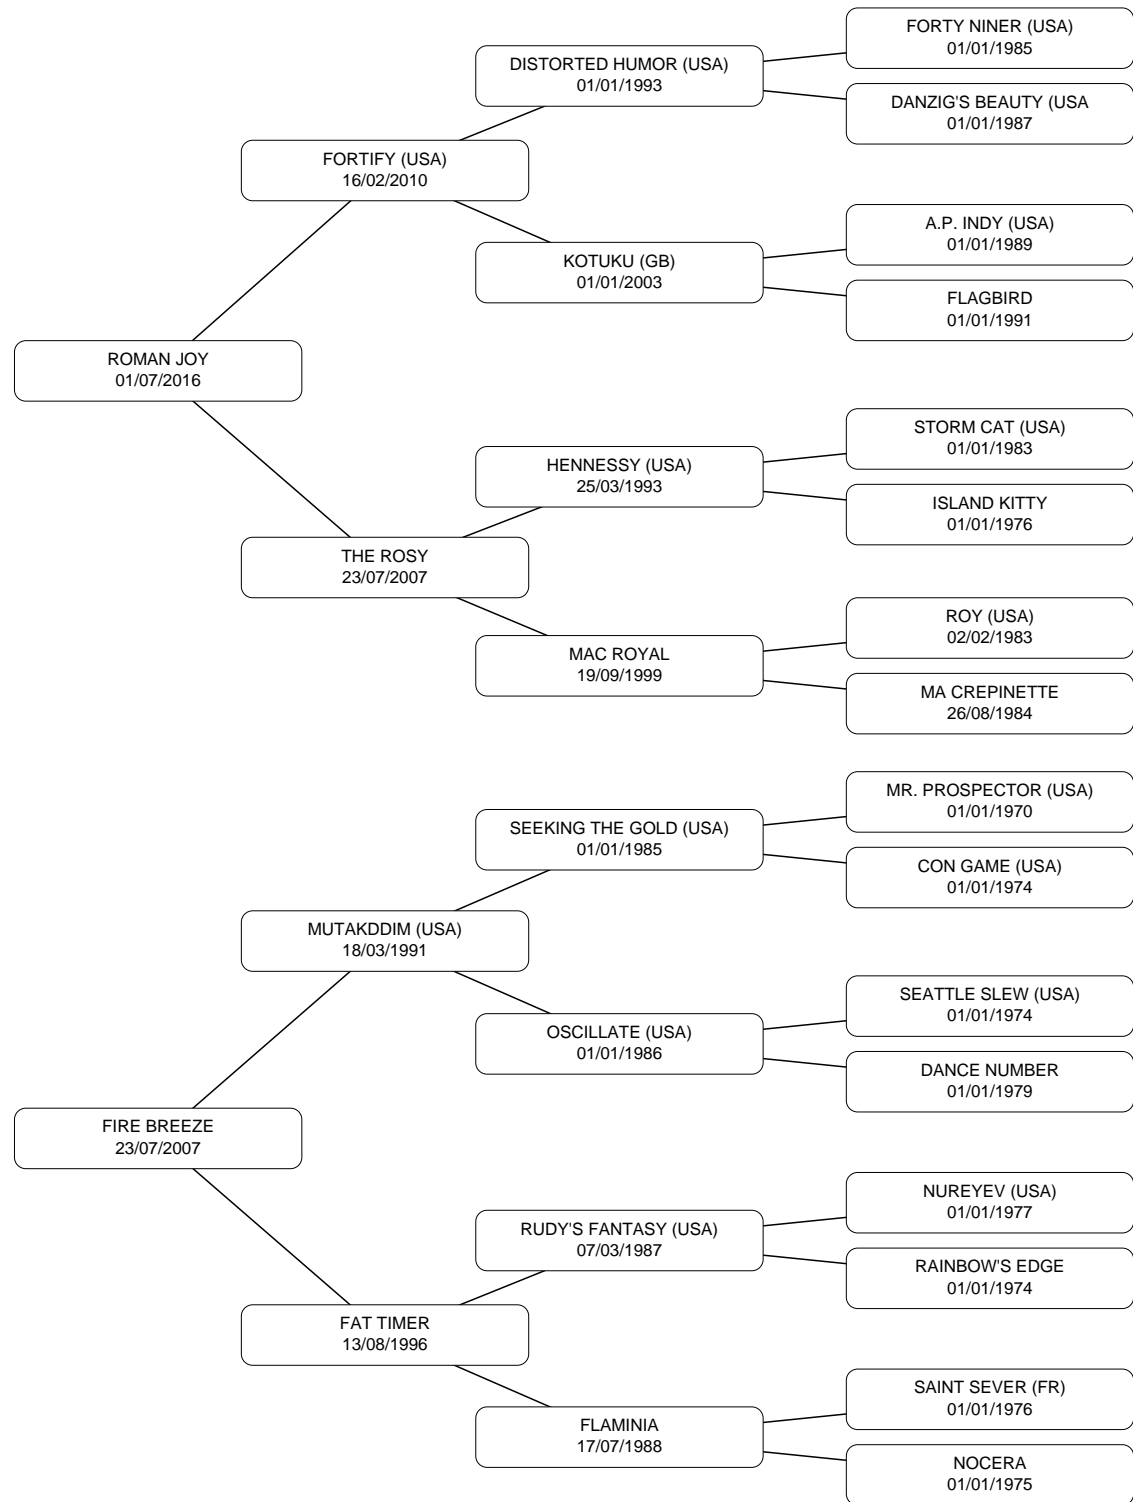 FORTY NINER (USA)
01/01/1985
DISTORTED HUMOR (USA)
01/01/1993
DANZIG'S BEAUTY (USA
01/01/1987
FORTIFY (USA)
16/02/2010
A.P. INDY (USA)
01/01/1989
KOTUKU (GB)
01/01/2003
FLAGBIRD
01/01/1991
ROMAN JOY
01/07/2016
STORM CAT (USA)
01/01/1983
HENNESSY (USA)
25/03/1993
ISLAND KITTY
01/01/1976
THE ROSY
23/07/2007
ROY (USA)
02/02/1983
MAC ROYAL
19/09/1999
MA CREPINETTE
26/08/1984
MR. PROSPECTOR (USA)
01/01/1970
SEEKING THE GOLD (USA)
01/01/1985
CON GAME (USA)
01/01/1974
MUTAKDDIM (USA)
18/03/1991
SEATTLE SLEW (USA)
01/01/1974
OSCILLATE (USA)
01/01/1986
DANCE NUMBER
01/01/1979
FIRE BREEZE
23/07/2007
NUREYEV (USA)
01/01/1977
RUDY'S FANTASY (USA)
07/03/1987
RAINBOW'S EDGE
01/01/1974
FAT TIMER
13/08/1996
SAINT SEVER (FR)
01/01/1976
FLAMINIA
17/07/1988
NOCERA
01/01/1975